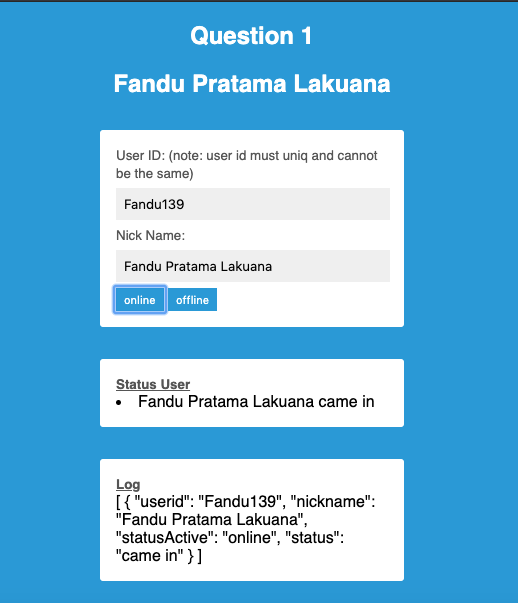 Question 1
Fandu Pratama Lakuana
User ID: (note: user id must uniq and cannot
be the same)
Fandu139
Nick Name:
Fandu Pratama Lakuana
online offline
Status User
• Fandu Pratama Lakuana came in
Log
[ { "userid": "Fandu139", "nickname":
"Fandu Pratama Lakuana",
"statusActive": "online", "status":
"came in" } ]